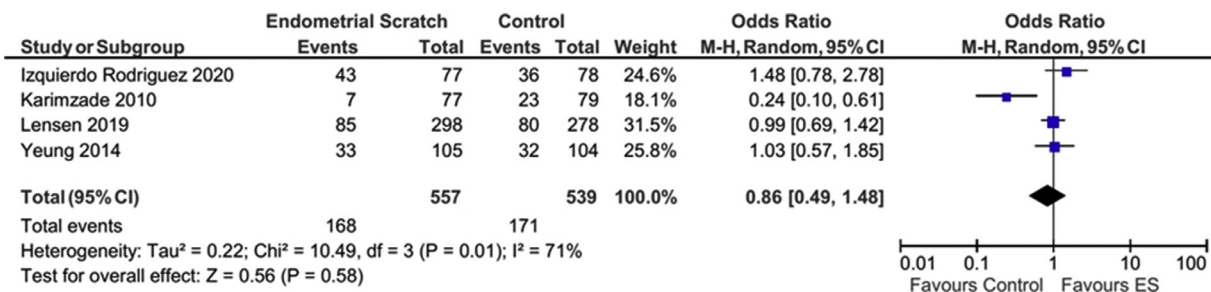 Endometrial Scratch Control Odds Ratio Odds Ratio
Study or Subgroup Events Total Events Total Weight M-H, Random, 95% CI M-H, Random, 95% CI
Izquierdo Rodriguez 2020 43 77 36 78 24.6% 1.48 [0.78, 2.78]
Karimzade 2010 7 77 23 79 18.1% 0.24 [0.10, 0.61]
Lensen 2019 85 298 80 278 31.5% 0.99 [0.69, 1.42]
Yeung 2014 33 105 32 104 25.8% 1.03 [0.57, 1.85]
Total (95% CI) 557 539 100.0% 0.86 [0.49, 1.48]
Total events 168 171
Heterogeneity: Tau² = 0.22; Chi² = 10.49, df = 3 (P = 0.01); I² = 71%
Test for overall effect: Z = 0.56 (P = 0.58)
0.01 0.1 1 10 100
Favours Control Favours ES